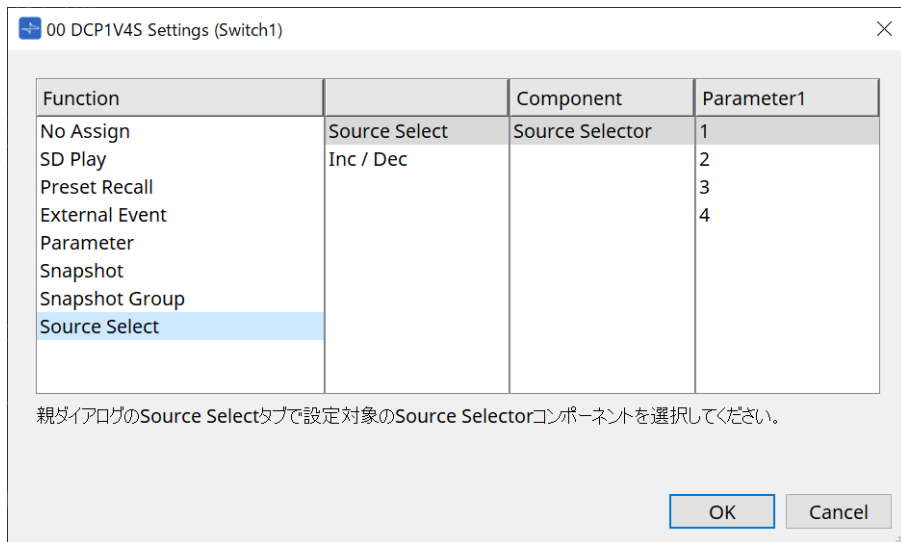 00 DCP1V4S Settings (Switch1)
Function Component Parameter1
No Assign Source Select Source Selector 1
SD Play Inc / Dec 2
Preset Recall 3
External Event 4
Parameter
Snapshot
Snapshot Group
Source Select
親ダイアログのSource Selectタブで設定対象のSource Selectorコンポーネントを選択してください。
OK Cancel